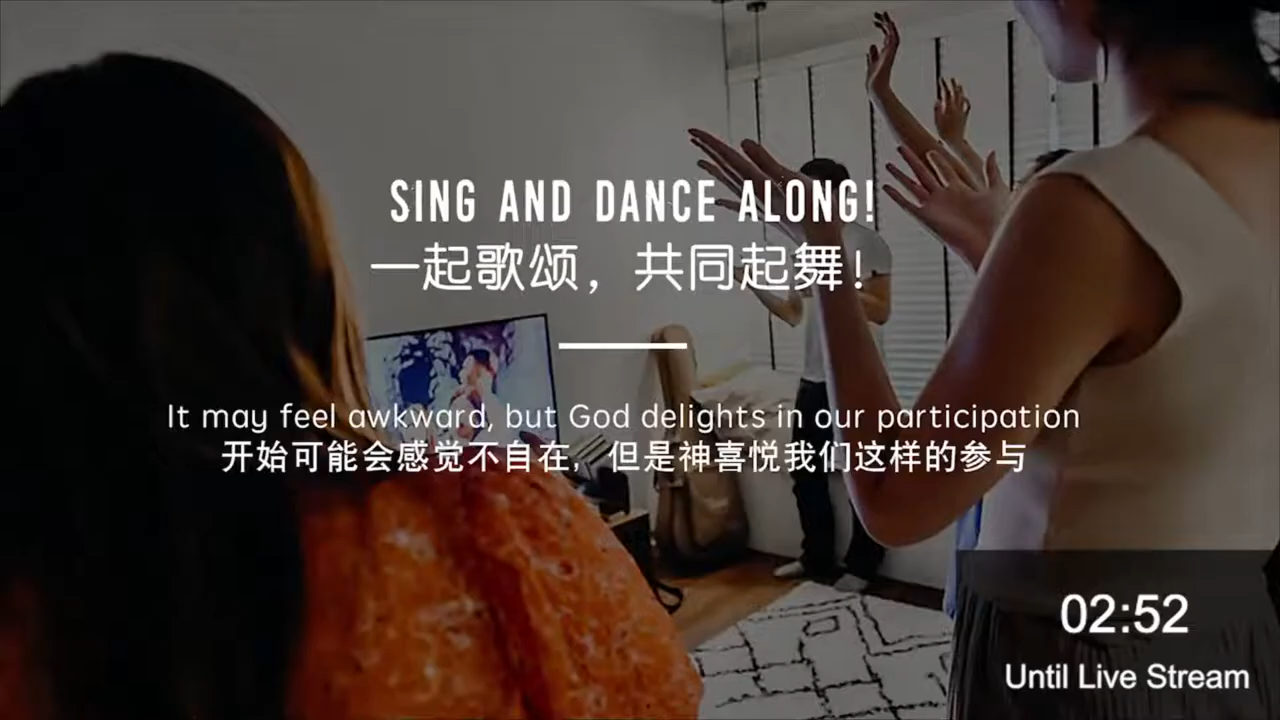 SING AND DANCE ALONG!
一起歌颂，共同起舞！
It may feel awkward, but God delights in our participation
开始可能会感觉不自在，但是神喜悦我们这样的参与
02:52
Until Live Stream